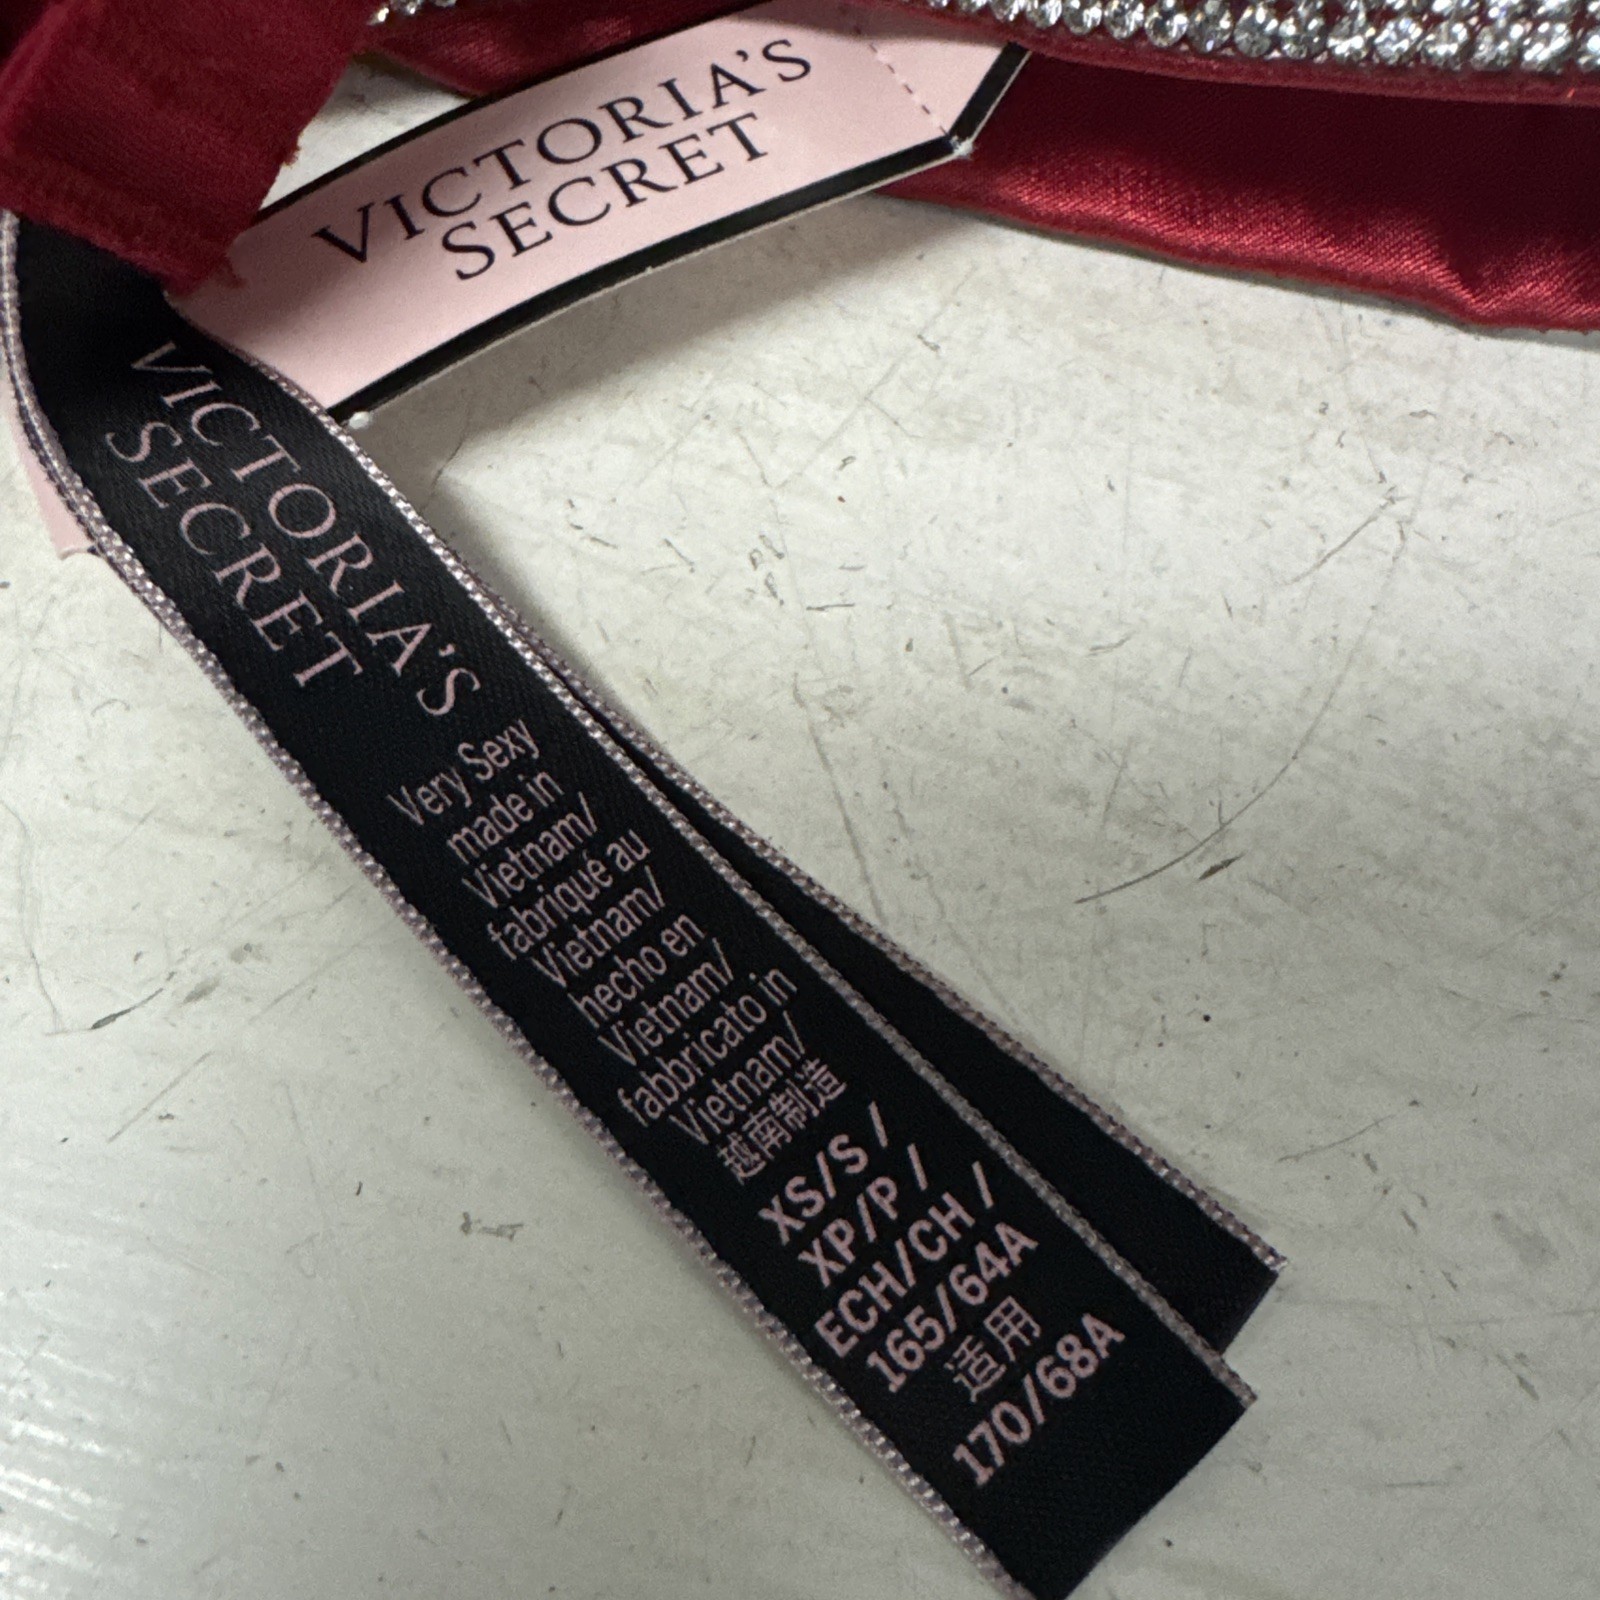 VICTORIA'S
SECRET
VICTORIA'S
SECRET
Very Sexy
made in
Vietnam/
fabriqué au
Vietnam/
hecho en
Vietnam/
fabbricato in
Vietnam/
越南制造
XS/S /
XP/P /
ECH/CH /
165/64A
适用
170/68A